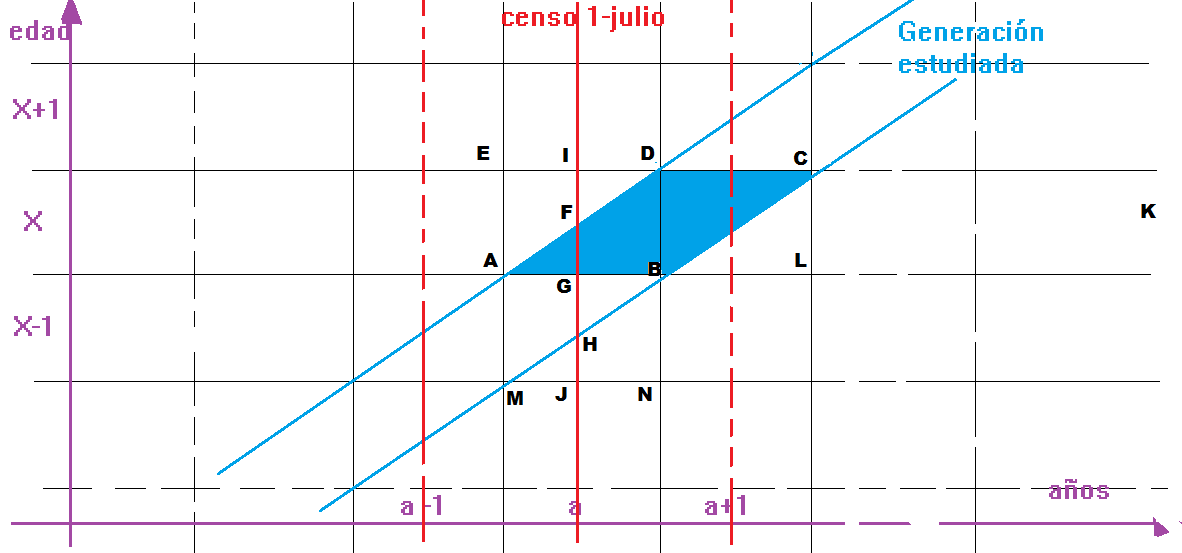 censo 1-julio
edad
Generación
estudiada
X+1
E
I
D
C
X
F
K
A
B
L
G
X-1
H
M
J
N
años
a -1
a
a+1